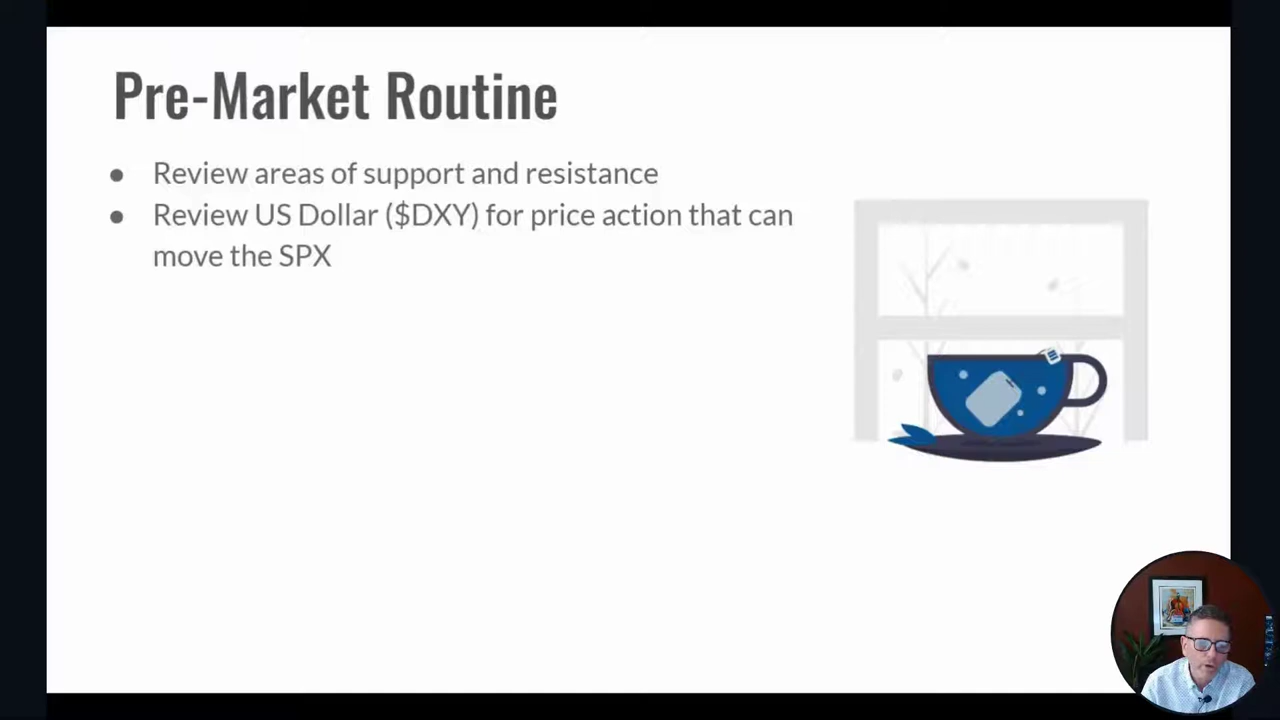 Pre-Market Routine
● Review areas of support and resistance
● Review US Dollar ($DXY) for price action that can
move the SPX